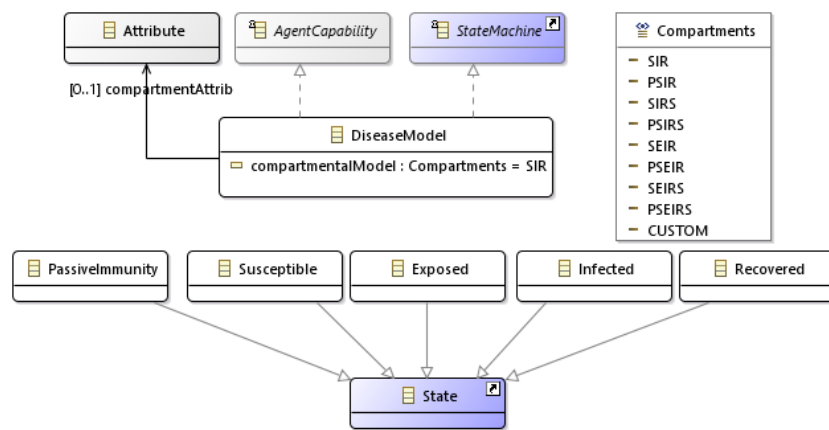 Attribute
AgentCapability
StateMachine
Compartments
SIR
PSIR
SIRS
PSIRS
SEIR
PSEIR
SEIRS
PSEIRS
CUSTOM
[0..1] compartmentAttrib
DiseaseModel
compartmentalModel : Compartments = SIR
PassiveImmunity
Susceptible
Exposed
Infected
Recovered
State